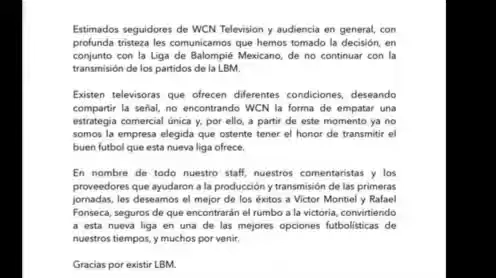 Estimados seguidores de WCN Television y audiencia en general, con
profunda tristeza les comunicamos que hemos tomado la decisión, en
conjunto con la Liga de Balompié Mexicano, de no continuar con la
transmisión de los partidos de la LBM.
Existen televisoras que ofrecen diferentes condiciones, deseando
compartir la señal, no encontrando WCN la forma de empatar una
estrategia comercial única y, por ello, a partir de este momento ya no
somos la empresa elegida que ostente tener el honor de transmitir el
buen futbol que esta nueva liga ofrece.
En nombre de todo nuestro staff, nuestros comentaristas y los
proveedores que ayudaron a la producción y transmisión de las primeras
jornadas, les deseamos el mejor de los éxitos a Víctor Montiel y Rafael
Fonseca, seguros de que encontrarán el rumbo a la victoria, convirtiendo
a esta nueva liga en una de las mejores opciones futbolísticas de
nuestros tiempos, y muchos por venir.
Gracias por existir LBM.